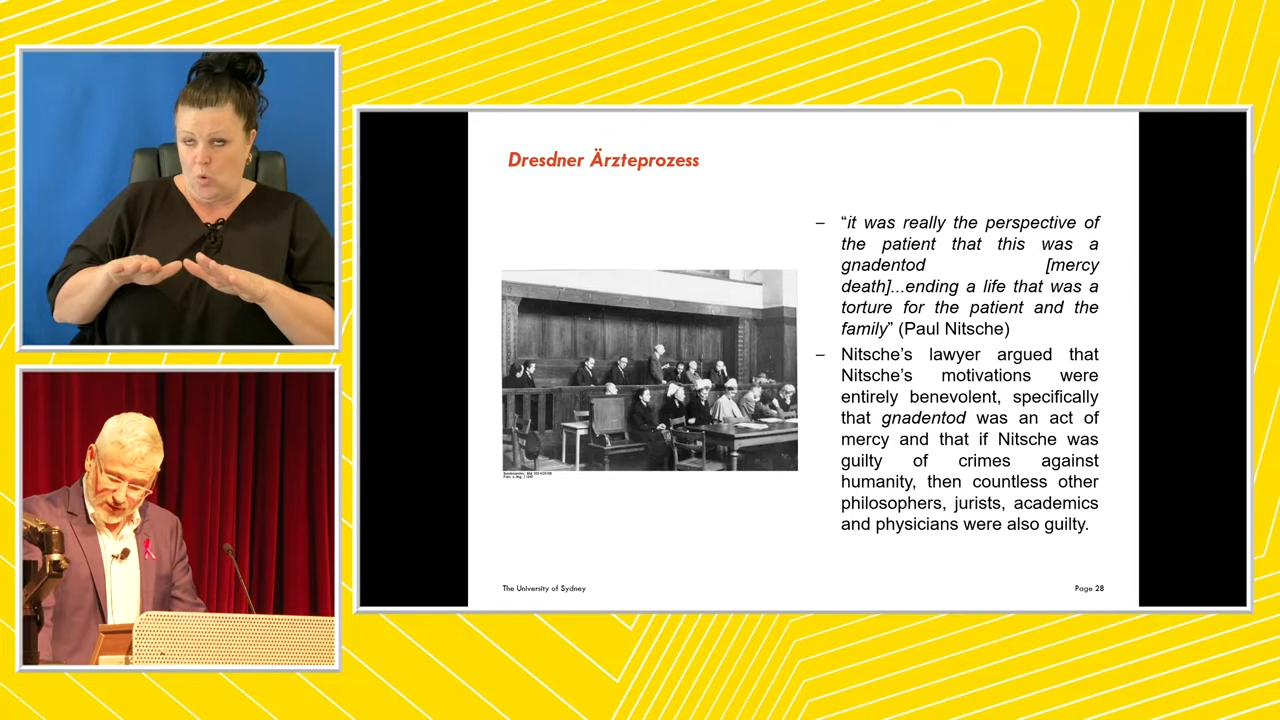 Dresdner Ärzteprozess
– “it was really the perspective of
the patient that this was a
gnadentod [mercy
death]...ending a life that was a
torture for the patient and the
family” (Paul Nitsche)
– Nitsche’s lawyer argued that
Nitsche’s motivations were
entirely benevolent, specifically
that gnadentod was an act of
mercy and that if Nitsche was
guilty of crimes against
humanity, then countless other
philosophers, jurists, academics
and physicians were also guilty.
The University of Sydney
Page 28